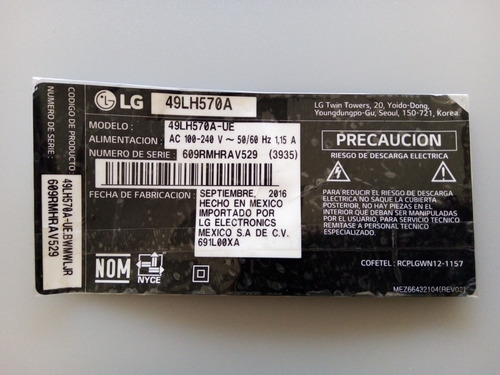 LG
49LH570A
LG Twin Towers, 20, Yoido-Dong,
Youngdungpo-Gu, Seoul, 150-721, Korea.
MODELO : 49LH570A-UE
ALIMENTACION : AC 100-240 V ~ 50/60 Hz 1,15 A
NUMERO DE SERIE : 609RMHRAV529 (3935)
FECHA DE FABRICACION : SEPTIEMPRE, 2016
HECHO EN MEXICO
IMPORTADO POR
LG ELECTRONICS
MEXICO S.A DE C.V.
691L00XA
NOM
NYCE
PRECAUCION
RIESGO DE DESCARGA ELECTRICA
PARA REDUCIR EL RIESGO DE DESCARGA
ELECTRICA NO SAQUE LA CUBIERTA
POSTERIOR, NO HAY PIEZAS EN EL
INTERIOR QUE DEBAN SER MANIPULADAS
POR EL USUARIO. PARA SERVICIO TECNICO
REMITASE A PERSONAL TECNICO
ESPECIALIZADO.
COFETEL : RCPLGWN12-1157
MEZ66432104(REV02)
CODIGO DE PRODUCTO
NUMERO DE SERIE :
49LH570A-UE.BWWWLJR
609RMHRAV529